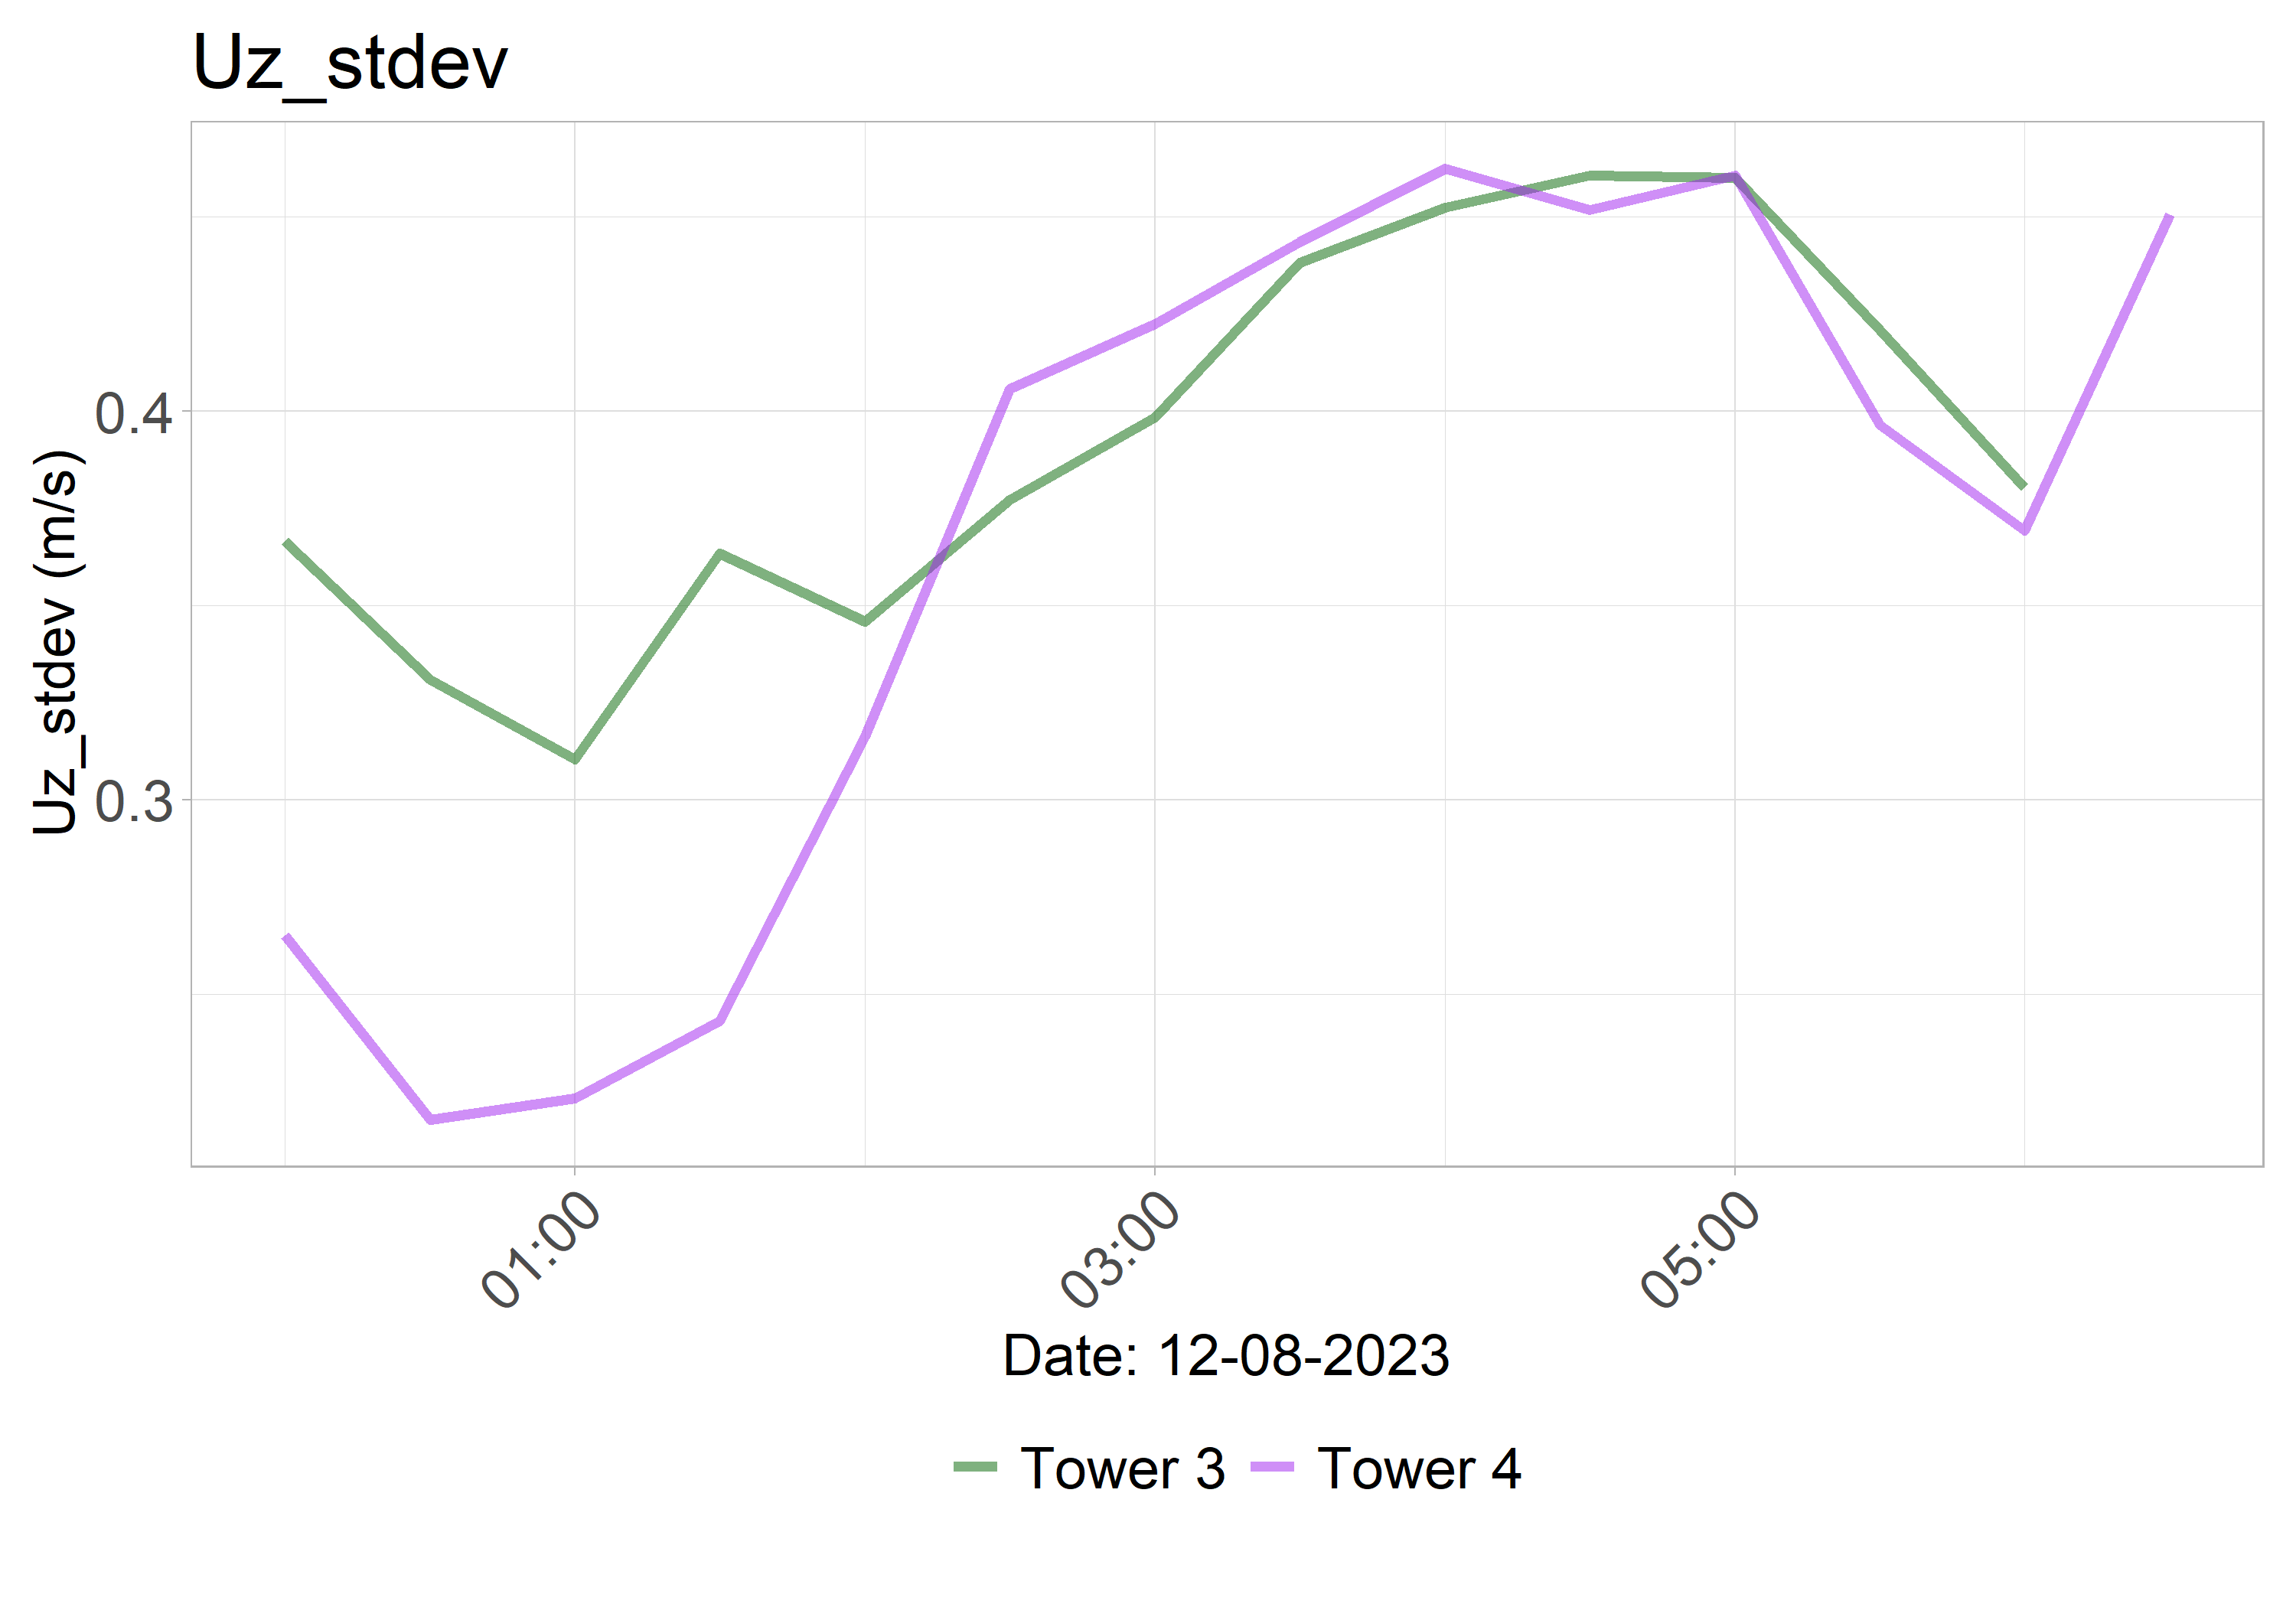 Uz_stdev
Uz_stdev (m/s)
0.4
0.3
01:00
03:00
05:00
Date: 12-08-2023
Tower 3
Tower 4